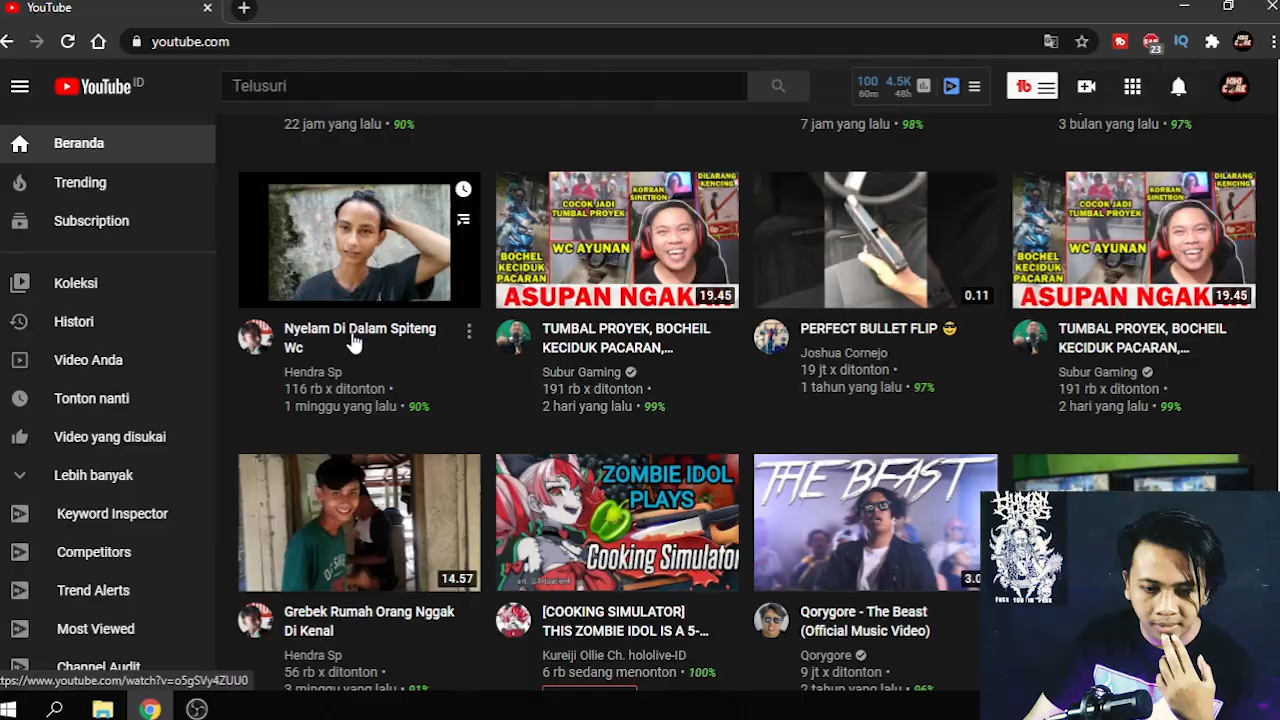 YouTube
youtube.com
23
YouTube ID
Telusuri
100 4.5K
60m 48h
Beranda
Trending
Subscription
Koleksi
Histori
Video Anda
Tonton nanti
Video yang disukai
Lebih banyak
Keyword Inspector
Competitors
Trend Alerts
Most Viewed
Channel Audit
22 jam yang lalu • 90%
7 jam yang lalu • 98%
3 bulan yang lalu • 97%
Nyelam Di Dalam Spiteng
Wc
Hendra Sp
116 rb x ditonton •
1 minggu yang lalu • 90%
COCOK JADI
TUMBAL PROYEK
KORBAN
SINETRON
DILARANG
KENCING
WC AYUNAN
BOCHEL
KECIDUK
PACARAN
ASUPAN NGAK
19.45
TUMBAL PROYEK, BOCHEIL
KECIDUK PACARAN,...
Subur Gaming
191 rb x ditonton •
2 hari yang lalu • 99%
0.11
PERFECT BULLET FLIP 😎
Joshua Cornejo
19 jt x ditonton •
1 tahun yang lalu • 97%
COCOK JADI
TUMBAL PROYEK
KORBAN
SINETRON
DILARANG
KENCING
WC AYUNAN
BOCHEL
KECIDUK
PACARAN
ASUPAN NGAK
19.45
TUMBAL PROYEK, BOCHEIL
KECIDUK PACARAN,...
Subur Gaming
191 rb x ditonton •
2 hari yang lalu • 99%
14.57
Grebek Rumah Orang Nggak
Di Kenal
Hendra Sp
56 rb x ditonton •
3 minggu yang lalu • 91%
ZOMBIE IDOL
PLAYS
Cooking Simulator
[COOKING SIMULATOR]
THIS ZOMBIE IDOL IS A 5-...
Kureiji Ollie Ch. hololive-ID
6 rb sedang menonton • 100%
THE BEAST
3.0
Qorygore - The Beast
(Official Music Video)
Qorygore
9 jt x ditonton •
2 tahun yang lalu • 96%
ttps://www.youtube.com/watch?v=o5gSVy4ZUU0